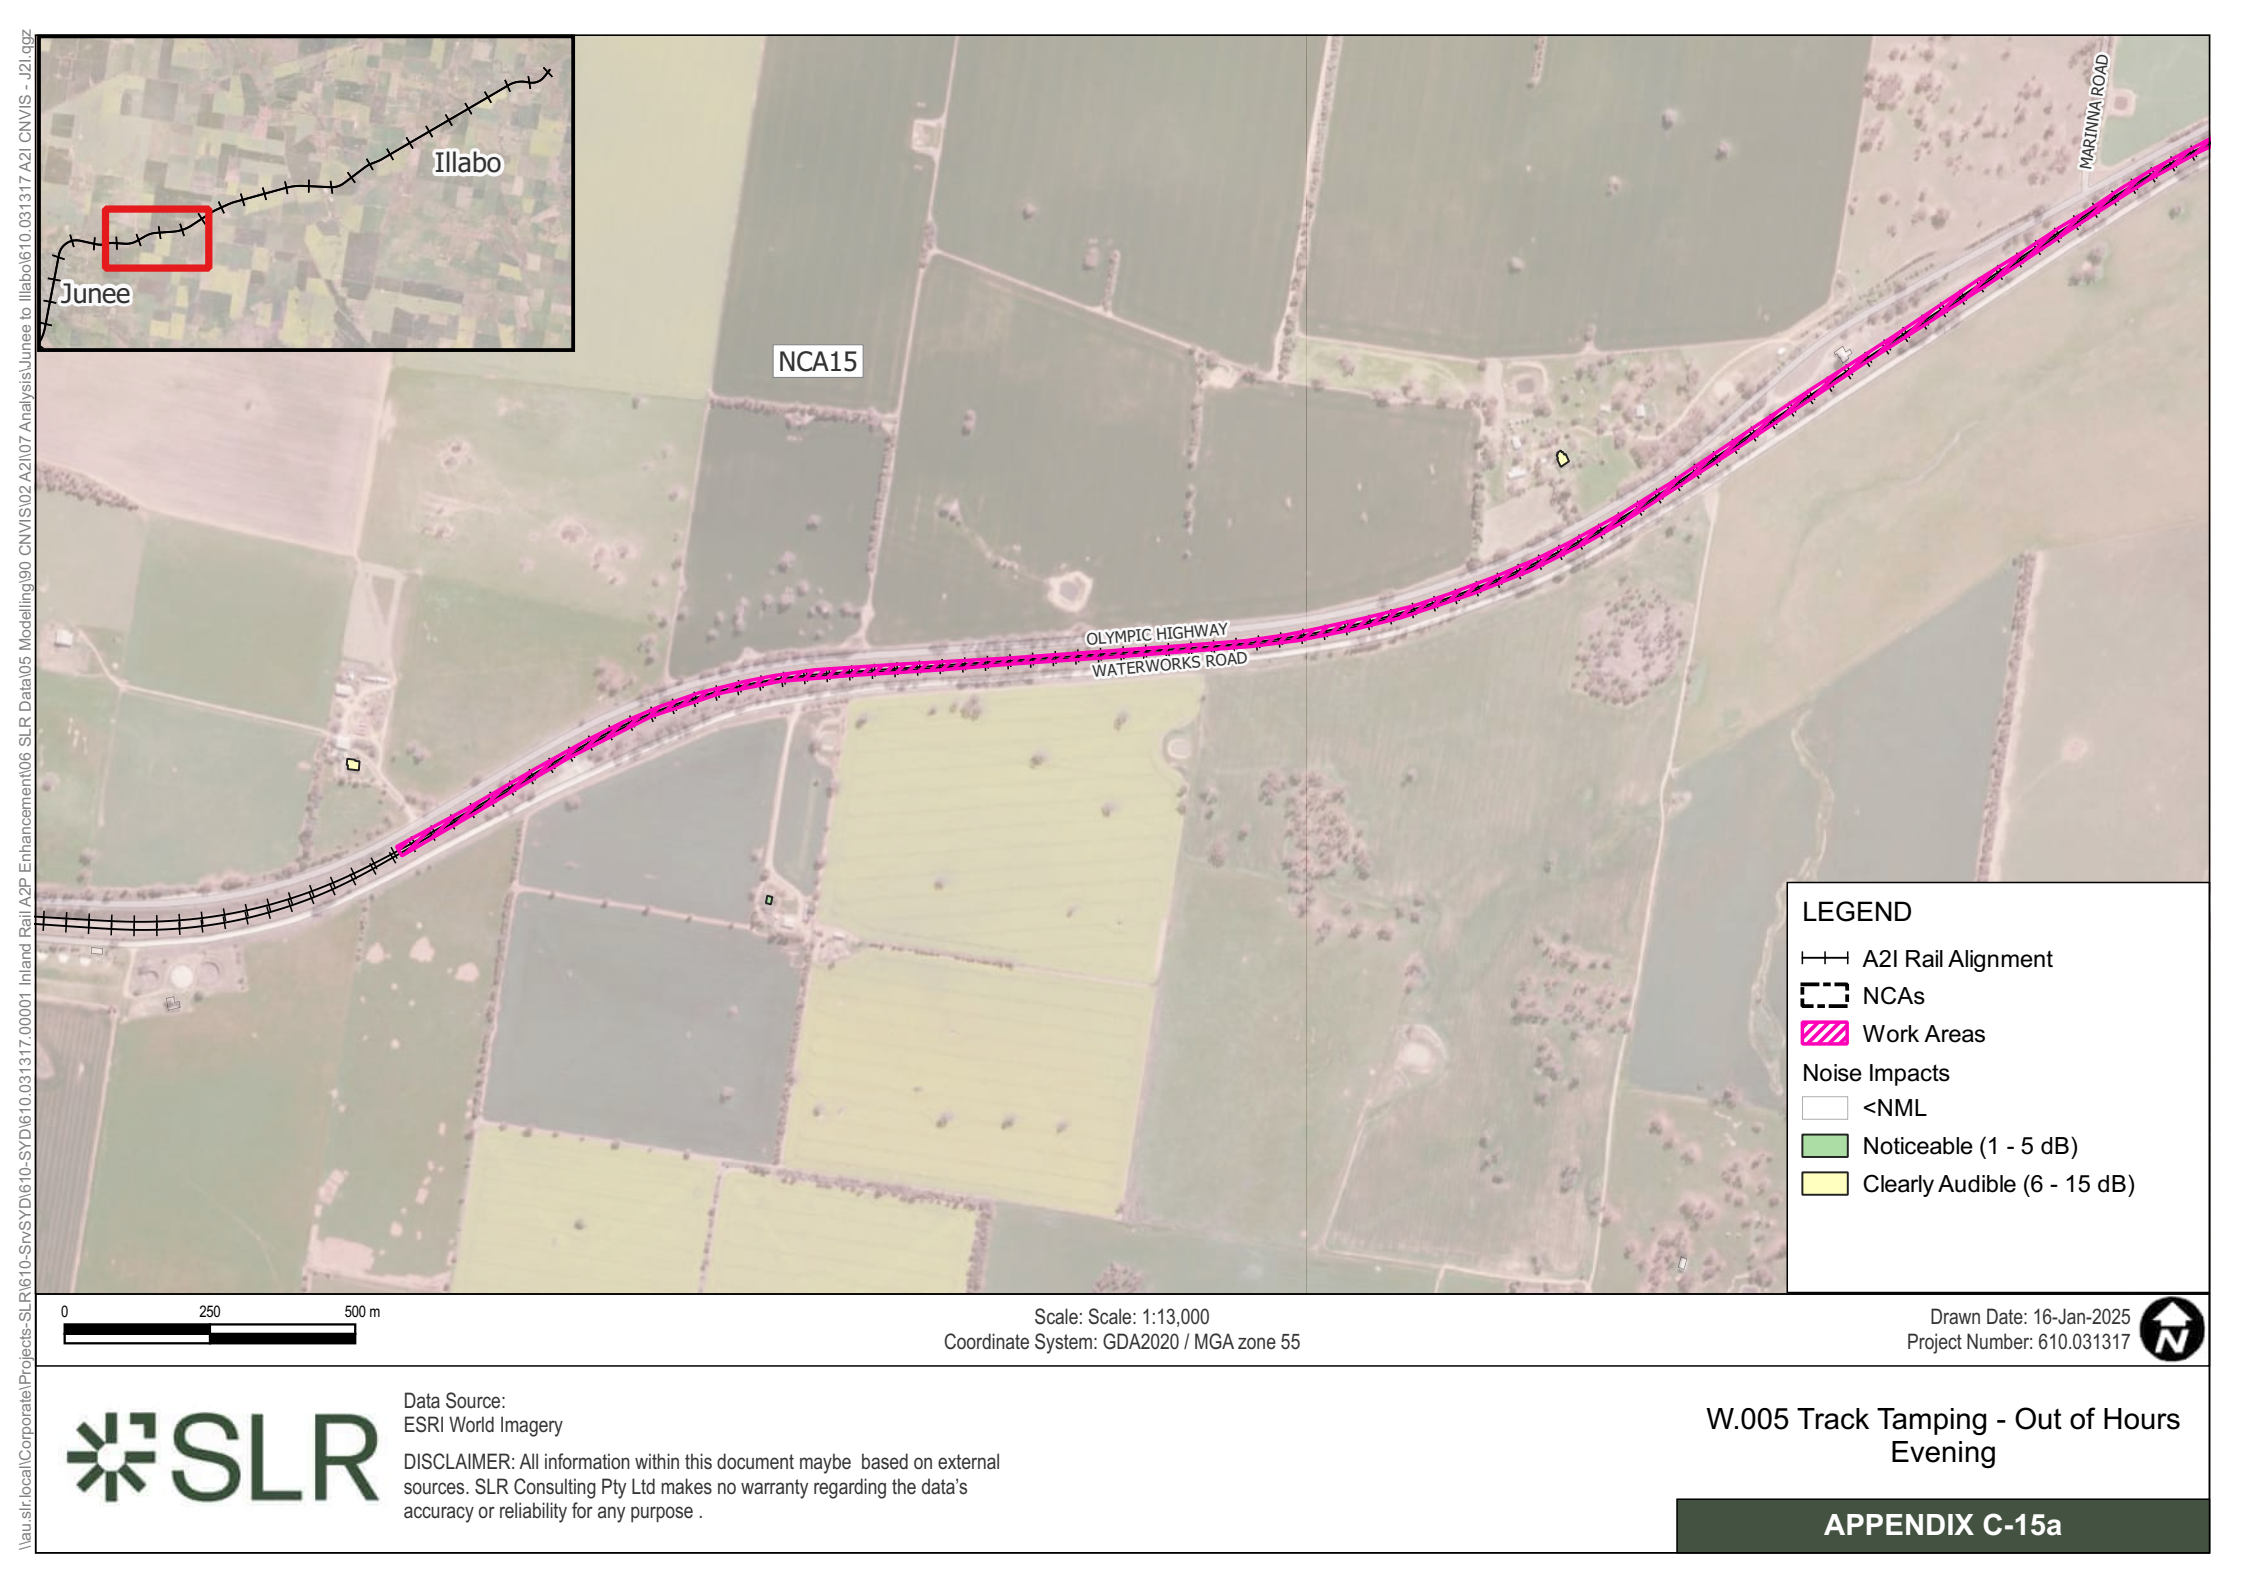 \\au.slr.local\Corporate\Projects-SLR\610-SrvSYD\610-SYD\610.031317.00001 Inland Rail A2P Enhancement\06 SLR Data\05 Modelling\90 CNVIS\02 A2I\07 Analysis\Junee to Illabo\610.031317 A2I CNVIS - J2I.qgz
Illabo
Junee
NCA15
MARINNA ROAD
OLYMPIC HIGHWAY
WATERWORKS ROAD
LEGEND
A2I Rail Alignment
NCAs
Work Areas
Noise Impacts
<NML
Noticeable (1 - 5 dB)
Clearly Audible (6 - 15 dB)
0 250 500 m
Scale: Scale: 1:13,000
Coordinate System: GDA2020 / MGA zone 55
Drawn Date: 16-Jan-2025
Project Number: 610.031317
N
SLR
Data Source:
ESRI World Imagery
DISCLAIMER: All information within this document maybe based on external
sources. SLR Consulting Pty Ltd makes no warranty regarding the data's
accuracy or reliability for any purpose .
W.005 Track Tamping - Out of Hours
Evening
APPENDIX C-15a